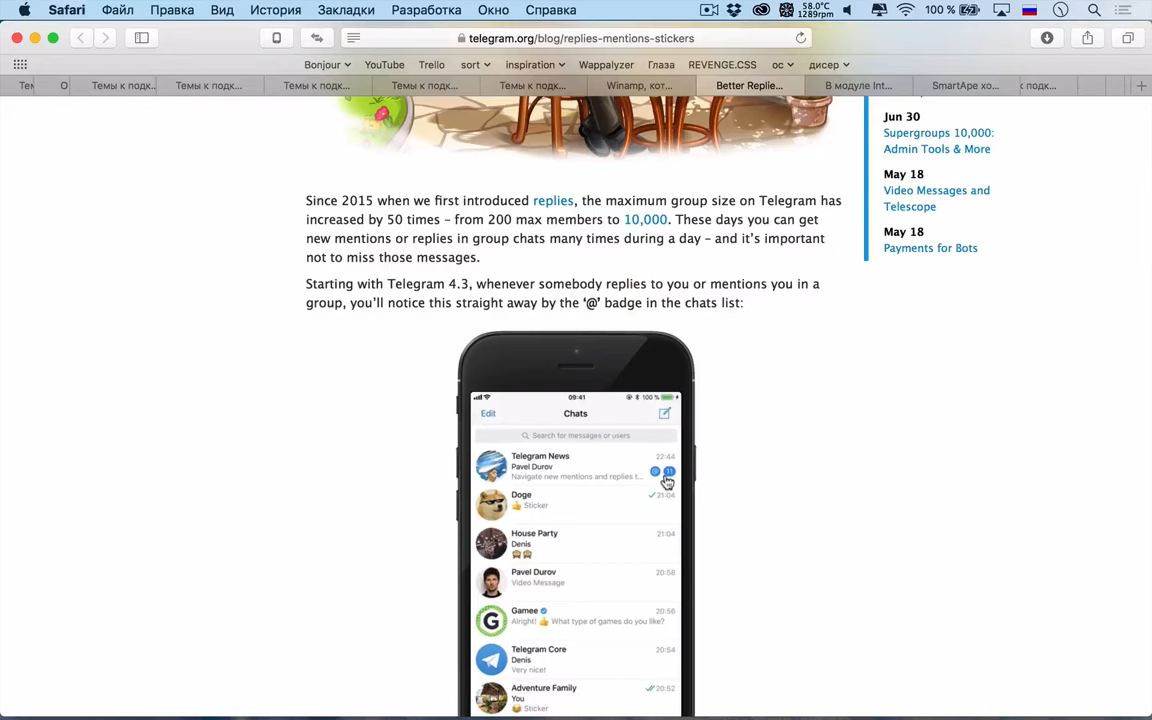 Safari Файл Правка Вид История Закладки Разработка Окно Справка 58.0°C 1289rpm 100 %
telegram.org/blog/replies-mentions-stickers
Bonjour YouTube Trello sort inspiration Wappalyzer Глаза REVENGE.CSS ос дисер
Тем О Темы к подк... Темы к подк... Темы к подк... Темы к подк... Темы к подк... Winamp, кот... Better Replie... В модуле Int... SmartApe хо... к подк...
Jun 30
Supergroups 10,000:
Admin Tools & More
May 18
Video Messages and
Telescope
May 18
Payments for Bots
Since 2015 when we first introduced replies, the maximum group size on Telegram has
increased by 50 times – from 200 max members to 10,000. These days you can get
new mentions or replies in group chats many times during a day – and it's important
not to miss those messages.
Starting with Telegram 4.3, whenever somebody replies to you or mentions you in a
group, you'll notice this straight away by the '@' badge in the chats list:
09:41 100 %
Edit Chats
Search for messages or users
Telegram News 22:44
Pavel Durov
Navigate new mentions and replies t... @ 11
Doge 21:04
👍 Sticker
House Party 21:04
Denis
🙈🙈
Pavel Durov 20:58
Video Message
Gamee 20:56
Alright! 👍 What type of games do you like?
Telegram Core 20:54
Denis
Very nice!
Adventure Family 20:52
You
😂 Sticker